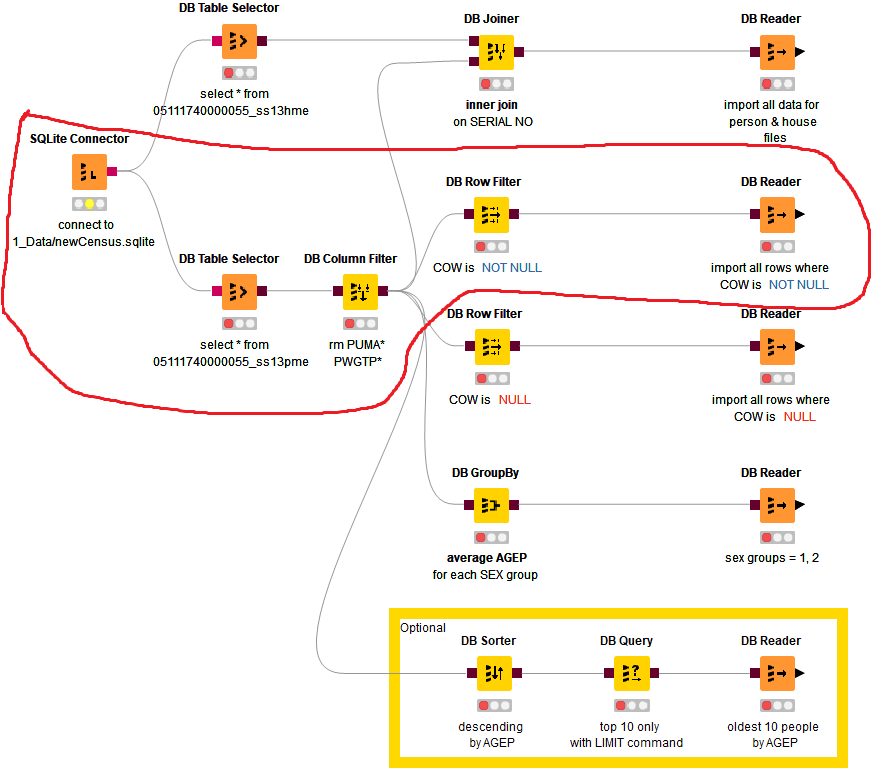 DB Table Selector
select * from
05111740000055_ss13hme
DB Joiner
inner join
on SERIAL NO
DB Reader
import all data for
person & house
files
SQLite Connector
connect to
1_Data/newCensus.sqlite
DB Table Selector
select * from
05111740000055_ss13pme
DB Column Filter
rm PUMA*
PWGTP*
DB Row Filter
COW is NOT NULL
DB Reader
import all rows where
COW is NOT NULL
DB Row Filter
COW is NULL
DB Reader
import all rows where
COW is NULL
DB GroupBy
average AGEP
for each SEX group
DB Reader
sex groups = 1, 2
Optional
DB Sorter
descending
by AGEP
DB Query
top 10 only
with LIMIT command
DB Reader
oldest 10 people
by AGEP